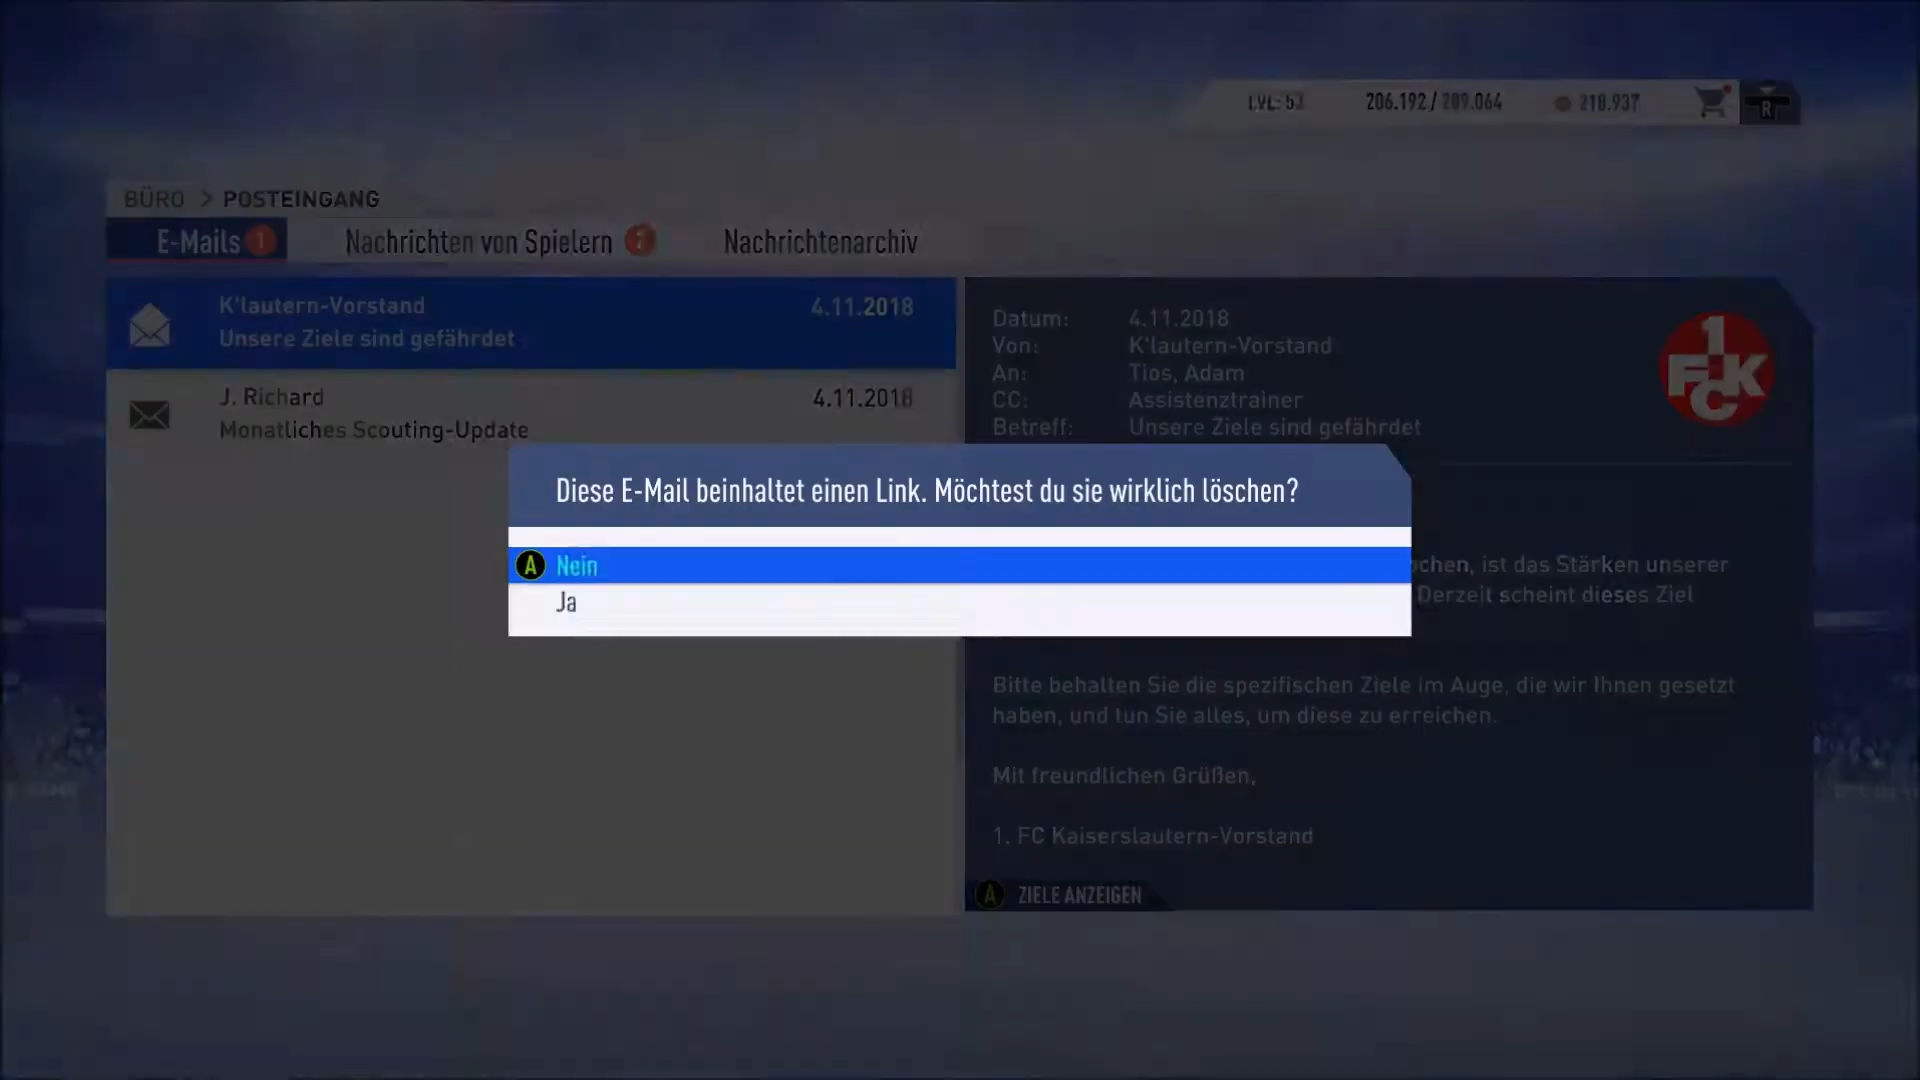 LVL: 53 206.192 / 209.064 218.937
R
BÜRO > POSTEINGANG
E-Mails 1 Nachrichten von Spielern Nachrichtenarchiv
K'lautern-Vorstand 4.11.2018
Unsere Ziele sind gefährdet
J. Richard 4.11.2018
Monatliches Scouting-Update
Datum: 4.11.2018
Von: K'lautern-Vorstand
An: Tios, Adam
CC: Assistenztrainer
Betreff: Unsere Ziele sind gefährdet
1 FCK
Diese E-Mail beinhaltet einen Link. Möchtest du sie wirklich löschen?
A Nein
Ja
chen, ist das Stärken unserer
Derzeit scheint dieses Ziel
Bitte behalten Sie die spezifischen Ziele im Auge, die wir Ihnen gesetzt
haben, und tun Sie alles, um diese zu erreichen.
Mit freundlichen Grüßen,
1. FC Kaiserslautern-Vorstand
A ZIELE ANZEIGEN